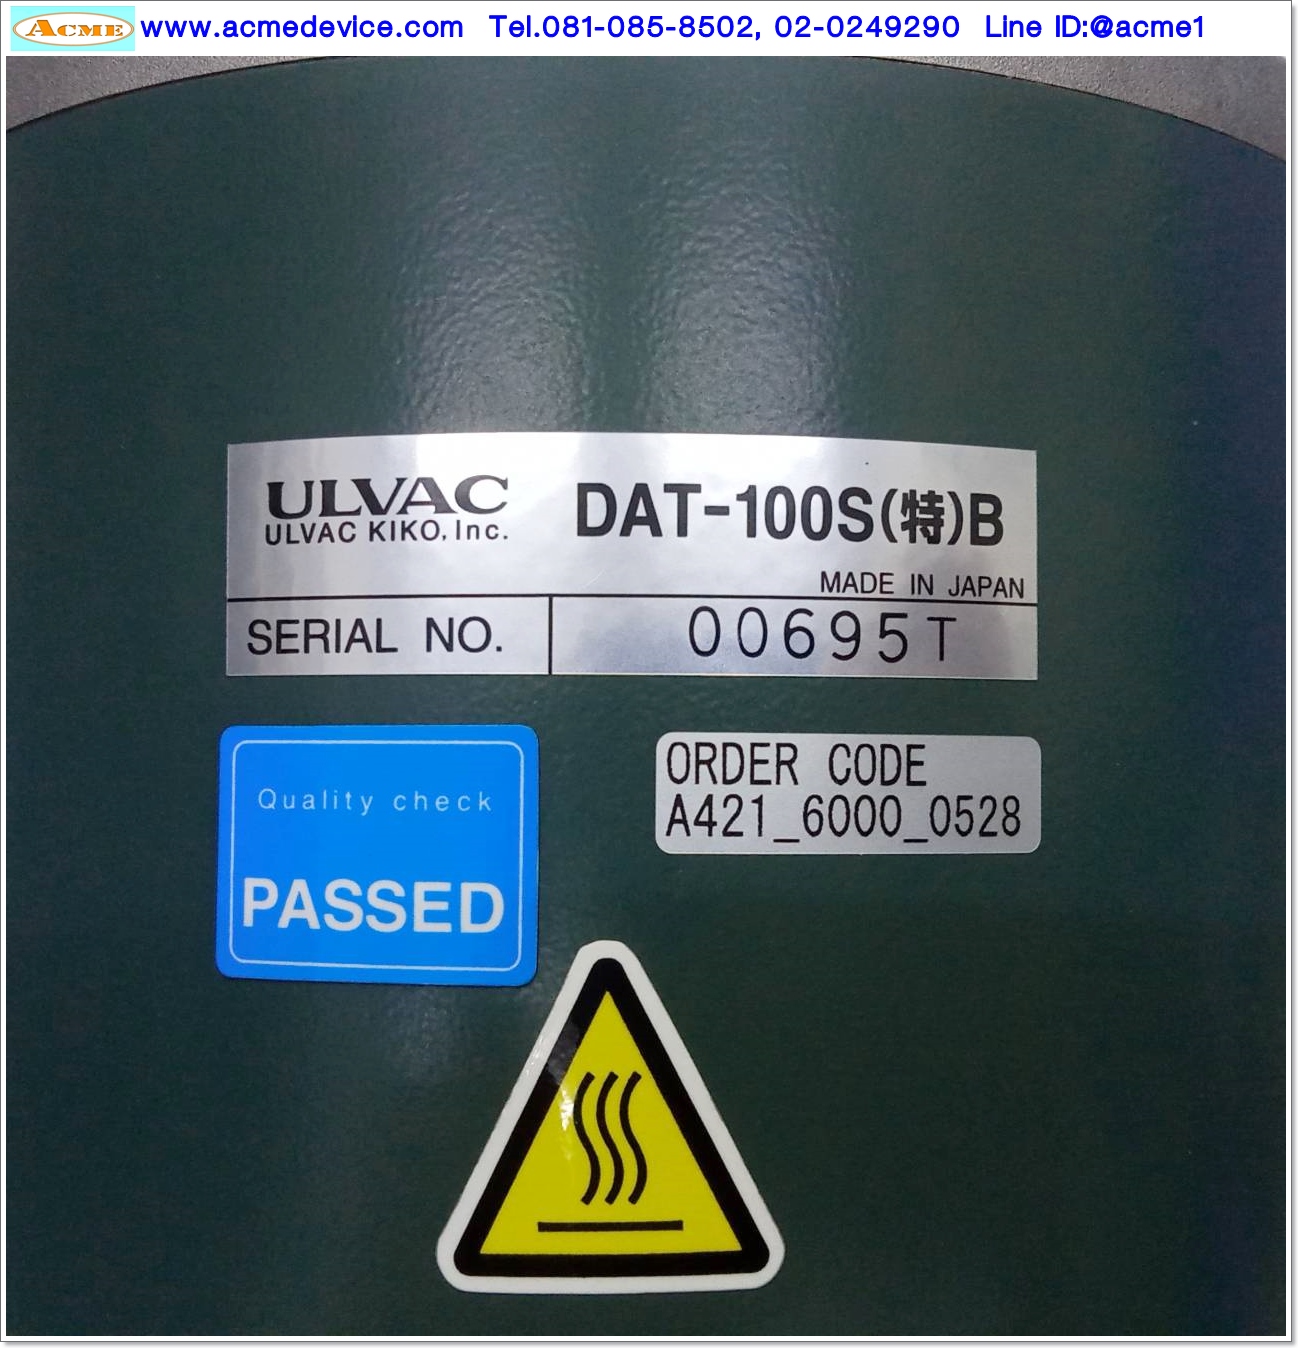 ACME www.acmedevice.com Tel.081-085-8502, 02-0249290 Line ID:@acme1
ULVAC DAT-100S(特)B
ULVAC KIKO, Inc.
MADE IN JAPAN
SERIAL NO. 00695T
Quality check
PASSED
ORDER CODE
A421_6000_0528